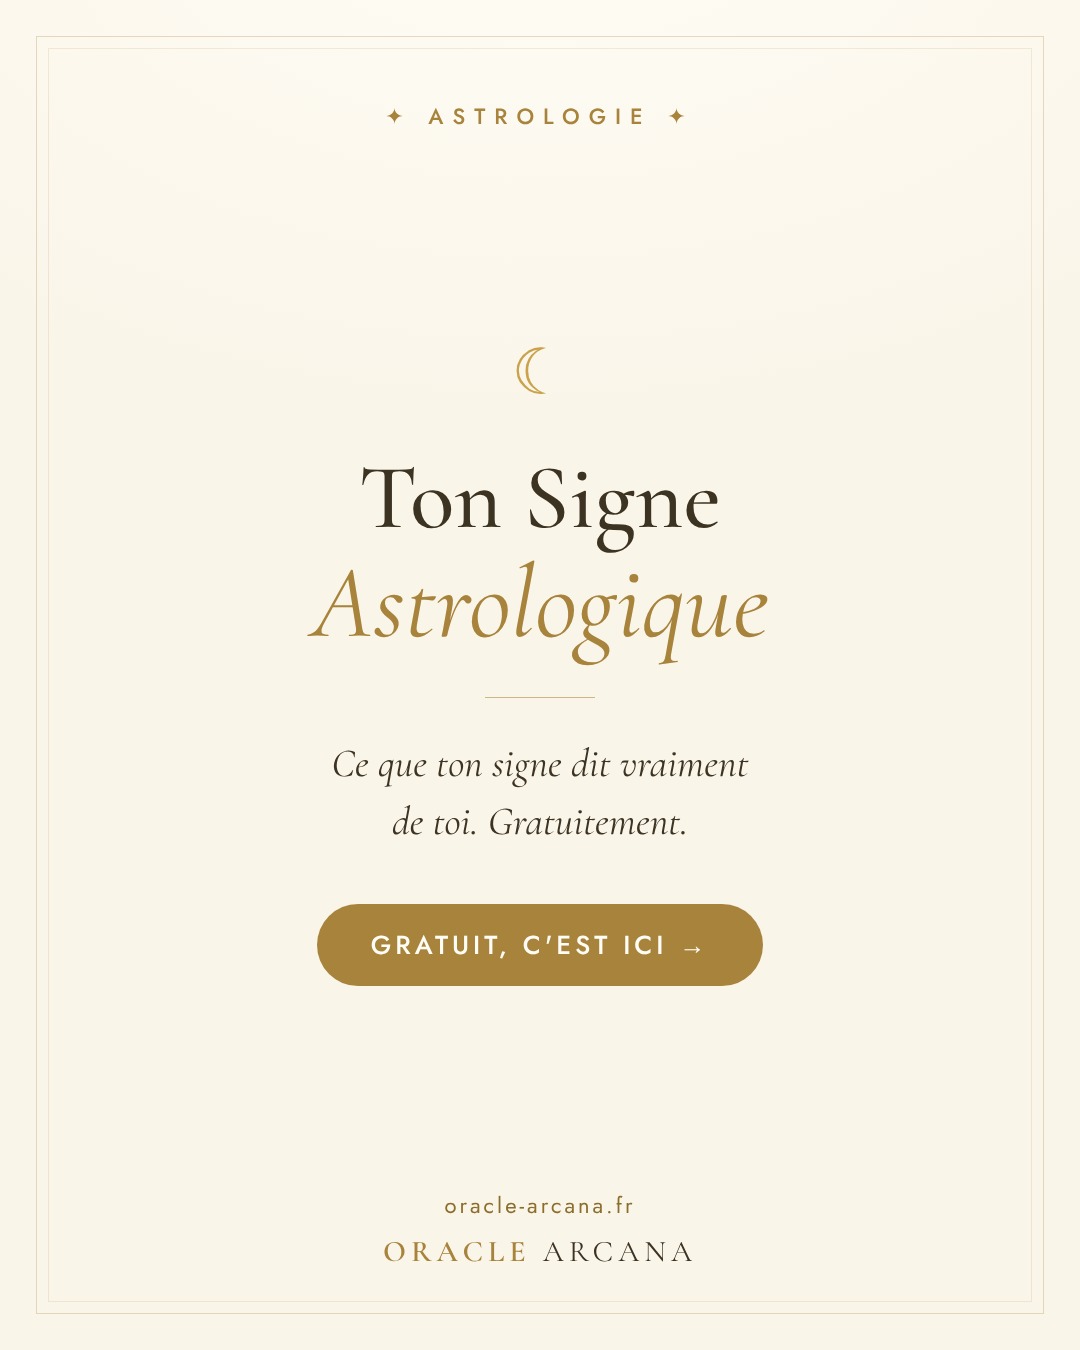 ✦ ASTROLOGIE ✦
☾
Ton Signe
Astrologique
Ce que ton signe dit vraiment
de toi. Gratuitement.
GRATUIT, C'EST ICI →
oracle-arcana.fr
ORACLE ARCANA